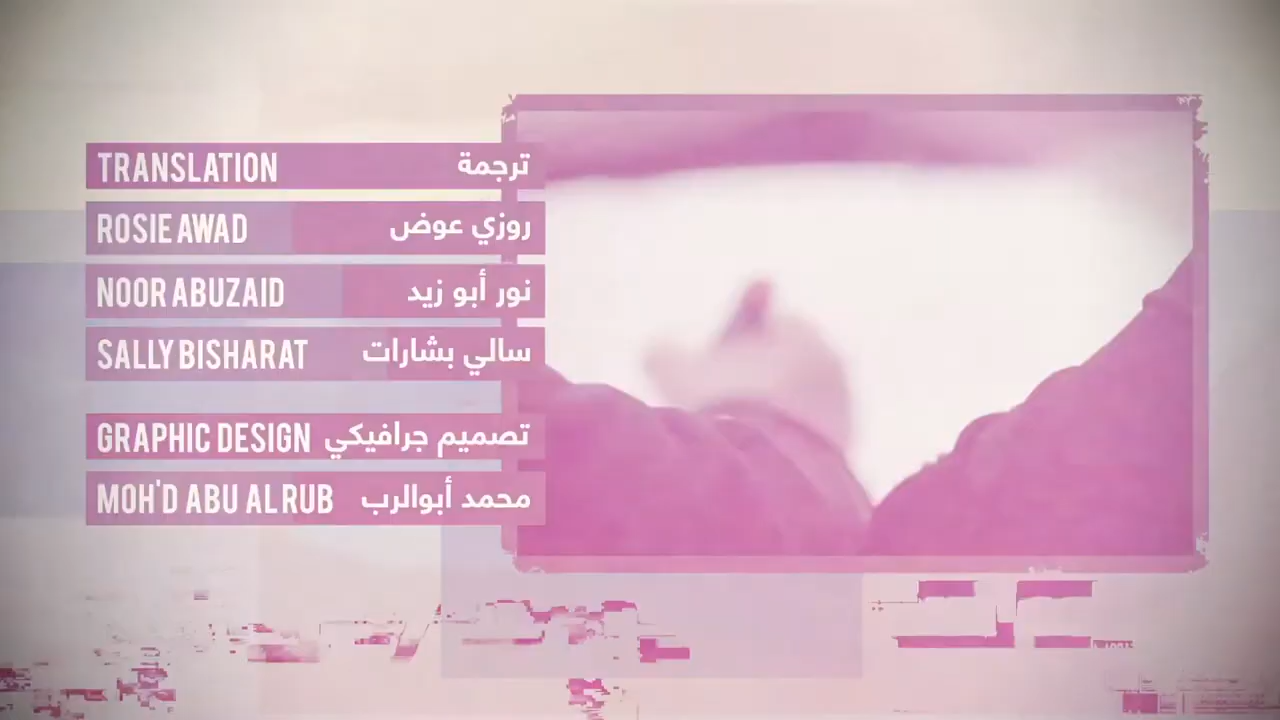 TRANSLATION ترجمة
ROSIE AWAD روزي عوض
NOOR ABUZAID نور أبو زيد
SALLY BISHARAT سالي بشارات
GRAPHIC DESIGN تصميم جرافيكي
MOH'D ABU AL RUB محمد أبوالرب